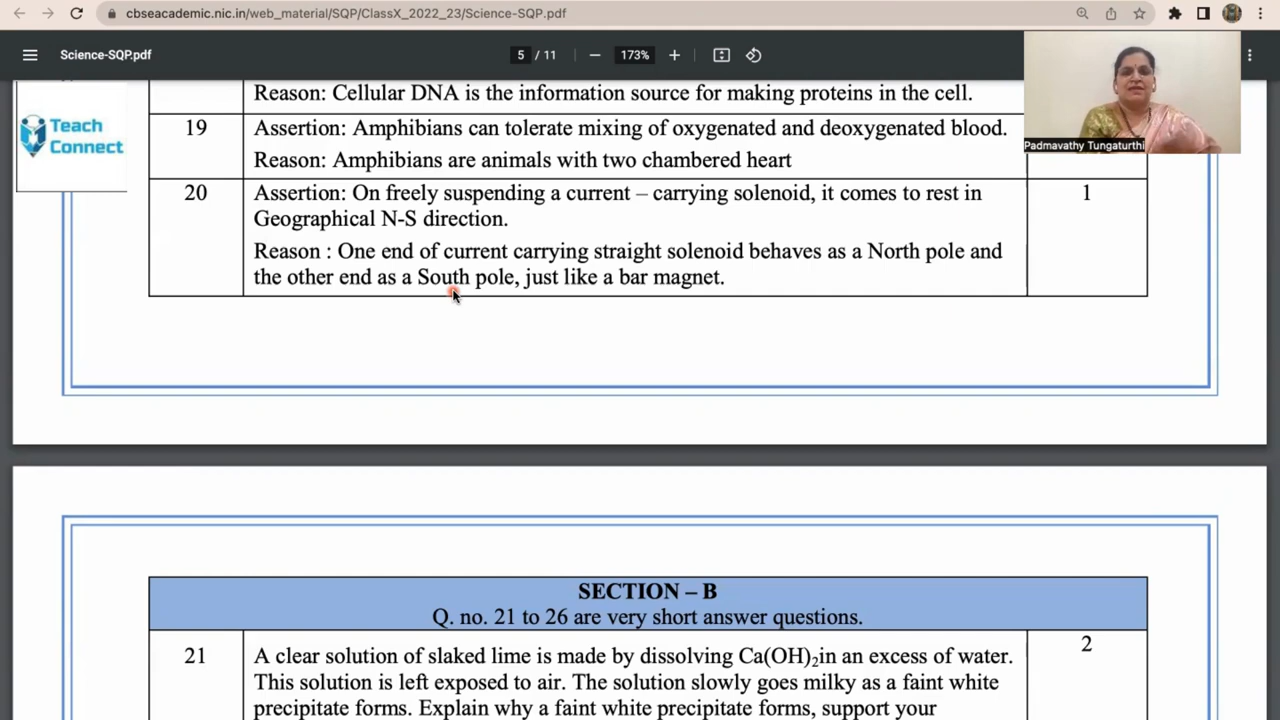 cbseacademic.nic.in/web_material/SQP/ClassX_2022_23/Science-SQP.pdf
Science-SQP.pdf
5 / 11
173%
Teach
Connect
Padmavathy Tungaturthi
Reason: Cellular DNA is the information source for making proteins in the cell.
19
Assertion: Amphibians can tolerate mixing of oxygenated and deoxygenated blood.
Reason: Amphibians are animals with two chambered heart
20
Assertion: On freely suspending a current – carrying solenoid, it comes to rest in
Geographical N-S direction.
Reason : One end of current carrying straight solenoid behaves as a North pole and
the other end as a South pole, just like a bar magnet.
1
SECTION – B
Q. no. 21 to 26 are very short answer questions.
21
A clear solution of slaked lime is made by dissolving Ca(OH)₂in an excess of water.
This solution is left exposed to air. The solution slowly goes milky as a faint white
precipitate forms. Explain why a faint white precipitate forms, support your
2